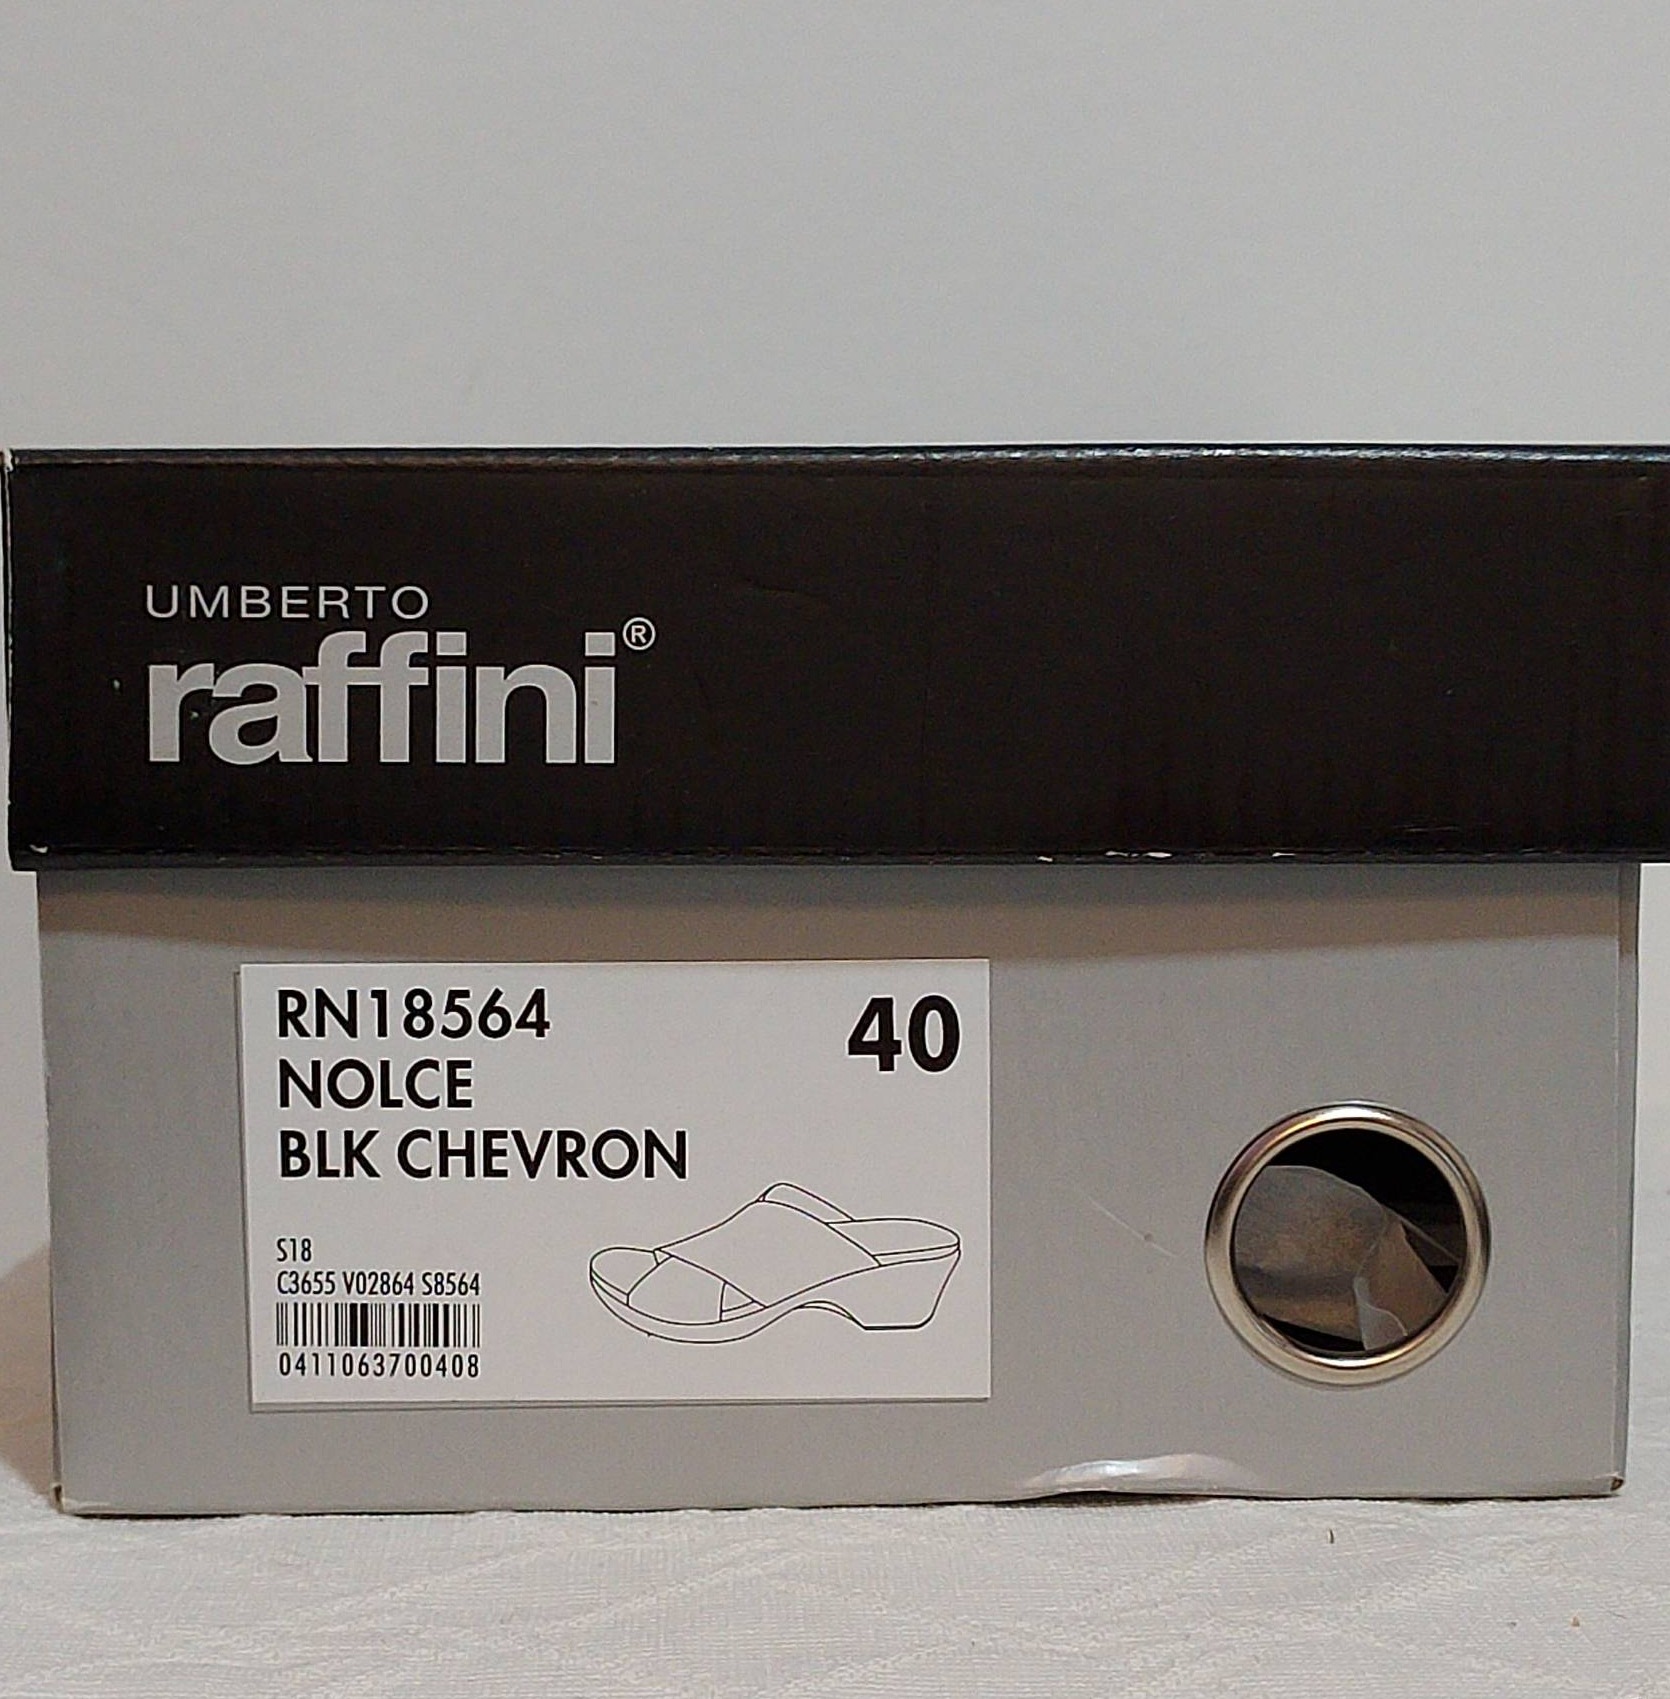 UMBERTO
raffini®
RN18564
40
NOLCE
BLK CHEVRON
S18
C3655 V02864 S8564
0411063700408